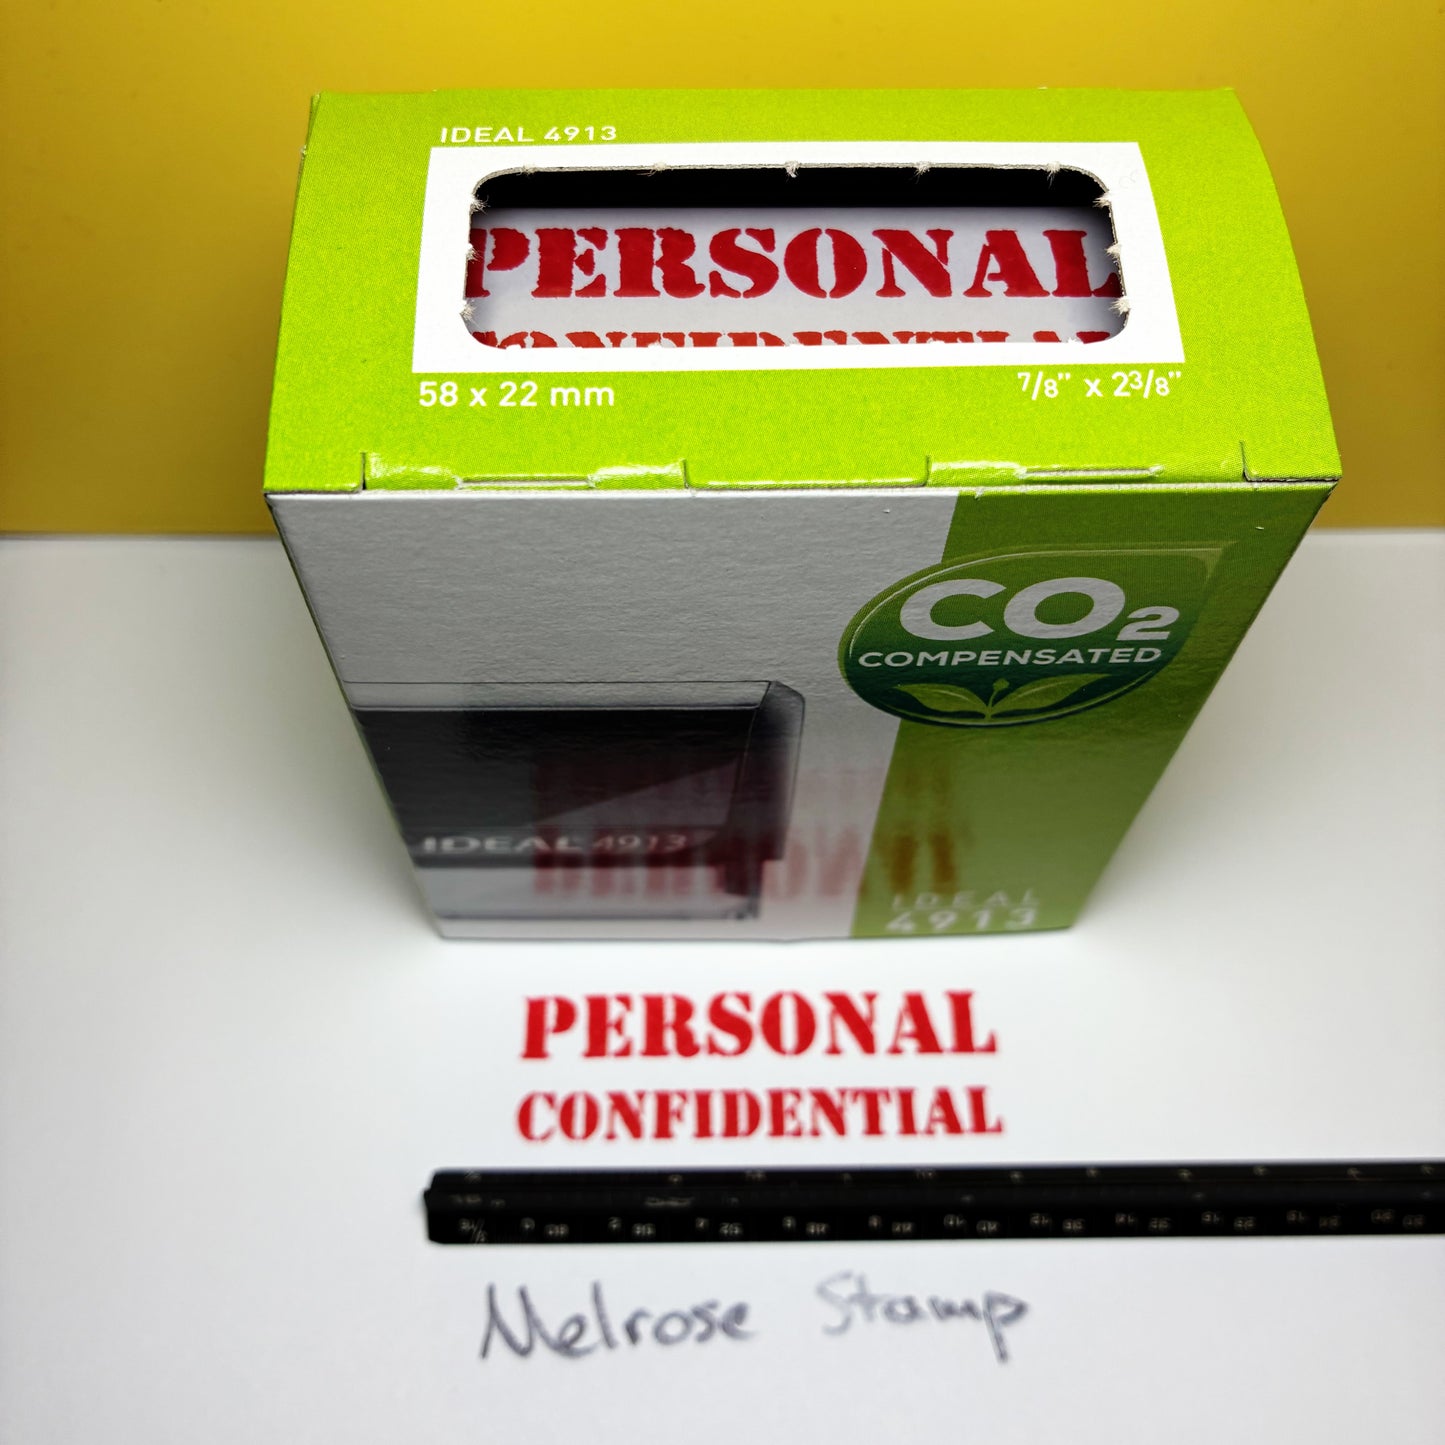 IDEAL 4913
PERSONAL
CONFIDENTIAL
58 x 22 mm
7/8" x 23/8"
CO2
COMPENSATED
IDEAL 4913
IDEAL
4913
PERSONAL
CONFIDENTIAL
Melrose Stamp